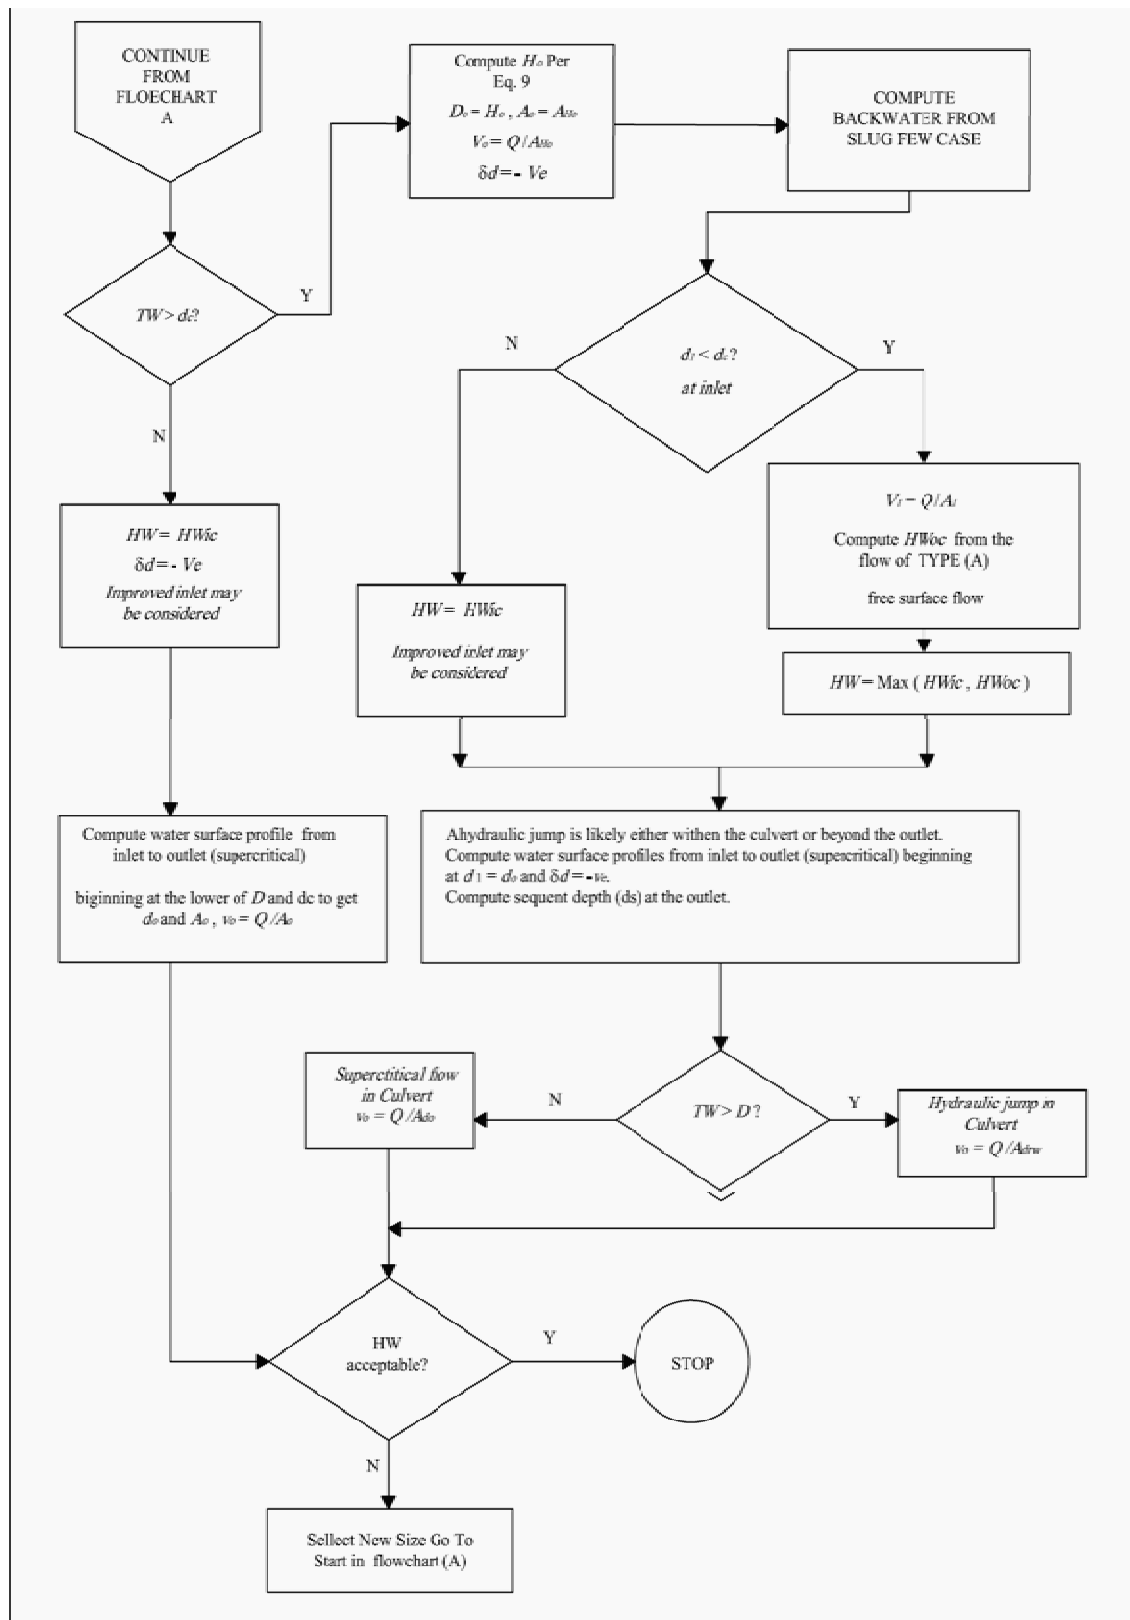 CONTINUE
FROM
FLOECHART
A
Compute Ho Per
Eq. 9
Do = Ho , Ao = AHo
Vo = Q / AHo
δd = - Ve
COMPUTE
BACKWATER FROM
SLUG FEW CASE
TW > dc?
Y
N
d1 < dc?
at inlet
N
Y
HW = HWic
δd = - Ve
Improved inlet may
be considered
HW = HWic
Improved inlet may
be considered
V1 = Q / A1
Compute HWoc from the
flow of TYPE (A)
free surface flow
HW = Max ( HWic , HWoc )
Compute water surface profile from
inlet to outlet (supercritical)
biginning at the lower of D and dc to get
do and Ao , vo = Q / Ao
Ahydraulic jump is likely either withen the culvert or beyond the outlet.
Compute water surface profiles from inlet to outlet (supercritical) beginning
at d1 = do and δd = -ve.
Compute sequent depth (ds) at the outlet.
Superctitical flow
in Culvert
vo = Q / Ado
N
TW > D ?
Y
Hydraulic jump in
Culvert
vo = Q / Adtw
HW
acceptable?
Y
STOP
N
Sellect New Size Go To
Start in flowchart (A)